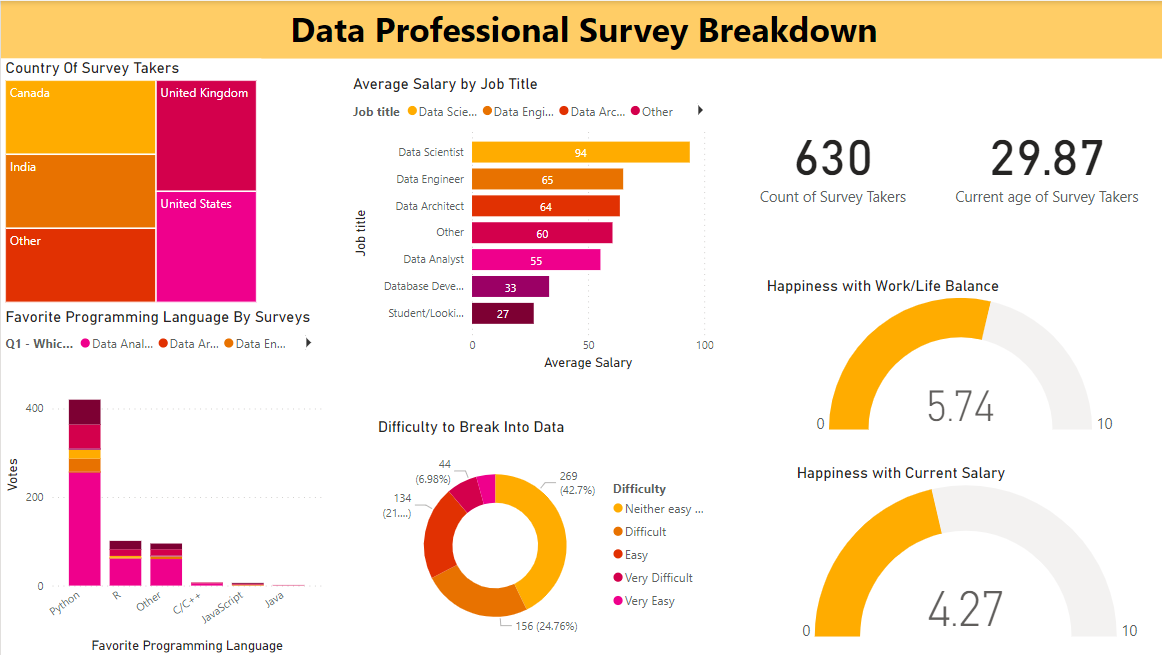 Data Professional Survey Breakdown
Country Of Survey Takers
Canada
United Kingdom
India
United States
Other
Average Salary by Job Title
Job title Data Scie... Data Engi... Data Arc... Other
Job title
Data Scientist 94
Data Engineer 65
Data Architect 64
Other 60
Data Analyst 55
Database Deve... 33
Student/Looki... 27
0 50 100
Average Salary
630
Count of Survey Takers
29.87
Current age of Survey Takers
Favorite Programming Language By Surveys
Q1 - Whic... Data Anal... Data Ar... Data En...
Votes
400
200
0
Python R Other C/C++ JavaScript Java
Favorite Programming Language
Difficulty to Break Into Data
44
(6.98%)
269
(42.7%)
134
(21....)
156 (24.76%)
Difficulty
Neither easy ...
Difficult
Easy
Very Difficult
Very Easy
Happiness with Work/Life Balance
5.74
0 10
Happiness with Current Salary
4.27
0 10